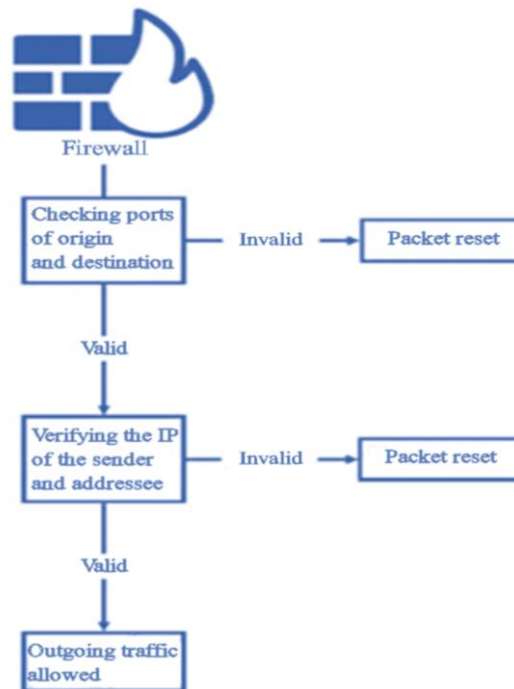 Firewall
Checking ports
of origin
and destination
Invalid
Packet reset
Valid
Verifying the IP
of the sender
and addressee
Invalid
Packet reset
Valid
Outgoing traffic
allowed